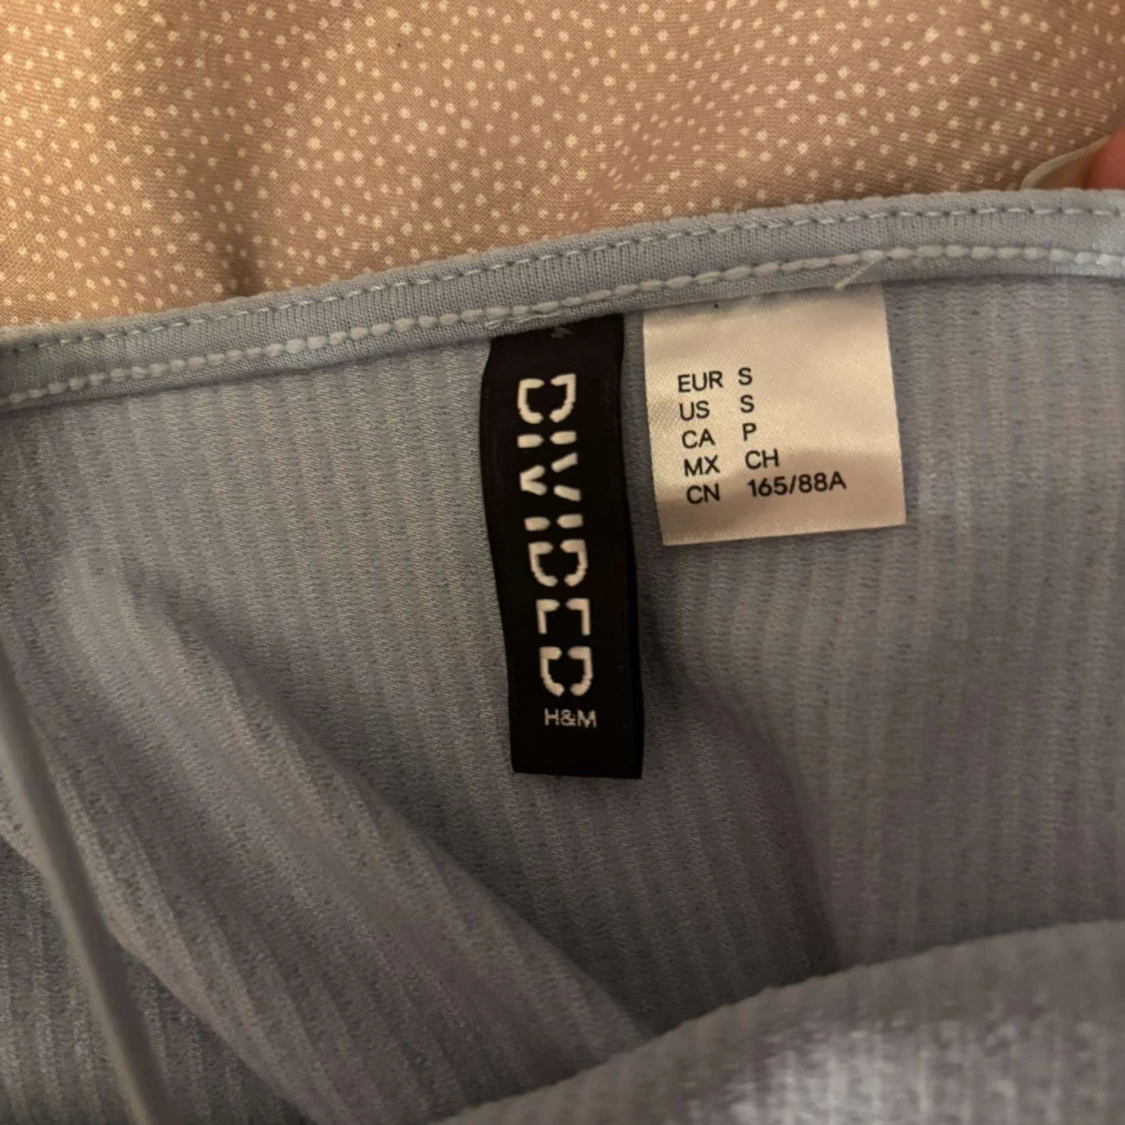 DIVIDED
H&M
EUR S
US S
CA P
MX CH
CN 165/88A